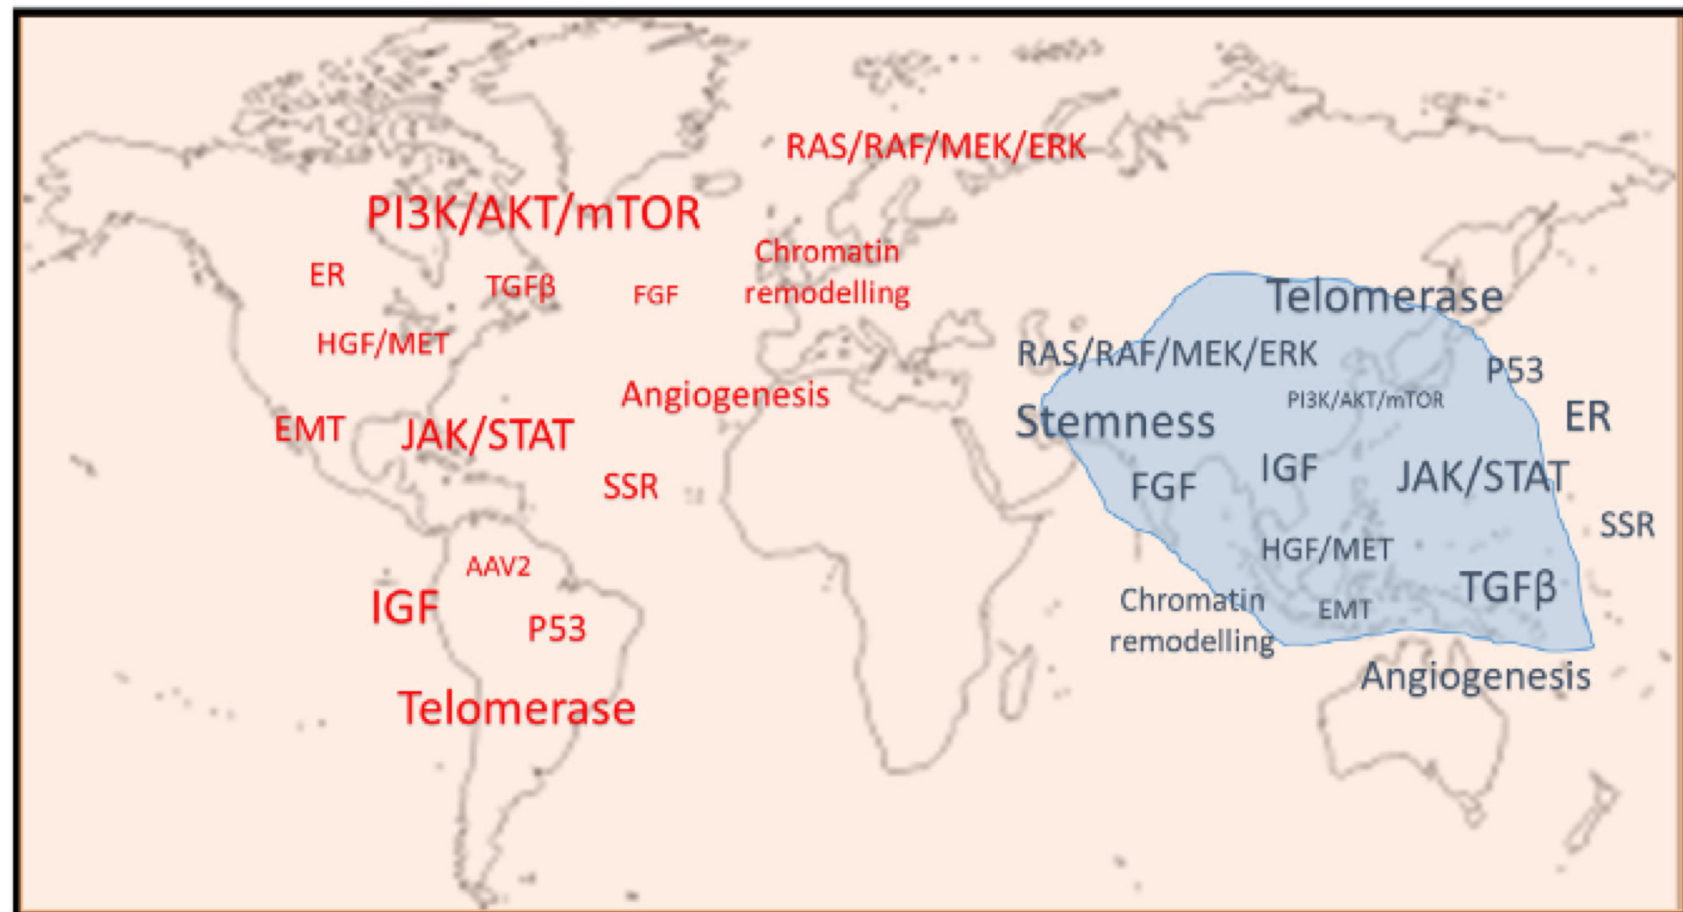 RAS/RAF/MEK/ERK
PI3K/AKT/mTOR
Chromatin
remodelling
ER
TGFβ
FGF
HGF/MET
Angiogenesis
EMT
JAK/STAT
SSR
AAV2
IGF
P53
Telomerase
Telomerase
RAS/RAF/MEK/ERK
P53
PI3K/AKT/mTOR
Stemness
ER
IGF
FGF
JAK/STAT
SSR
HGF/MET
TGFβ
Chromatin
remodelling
EMT
Angiogenesis